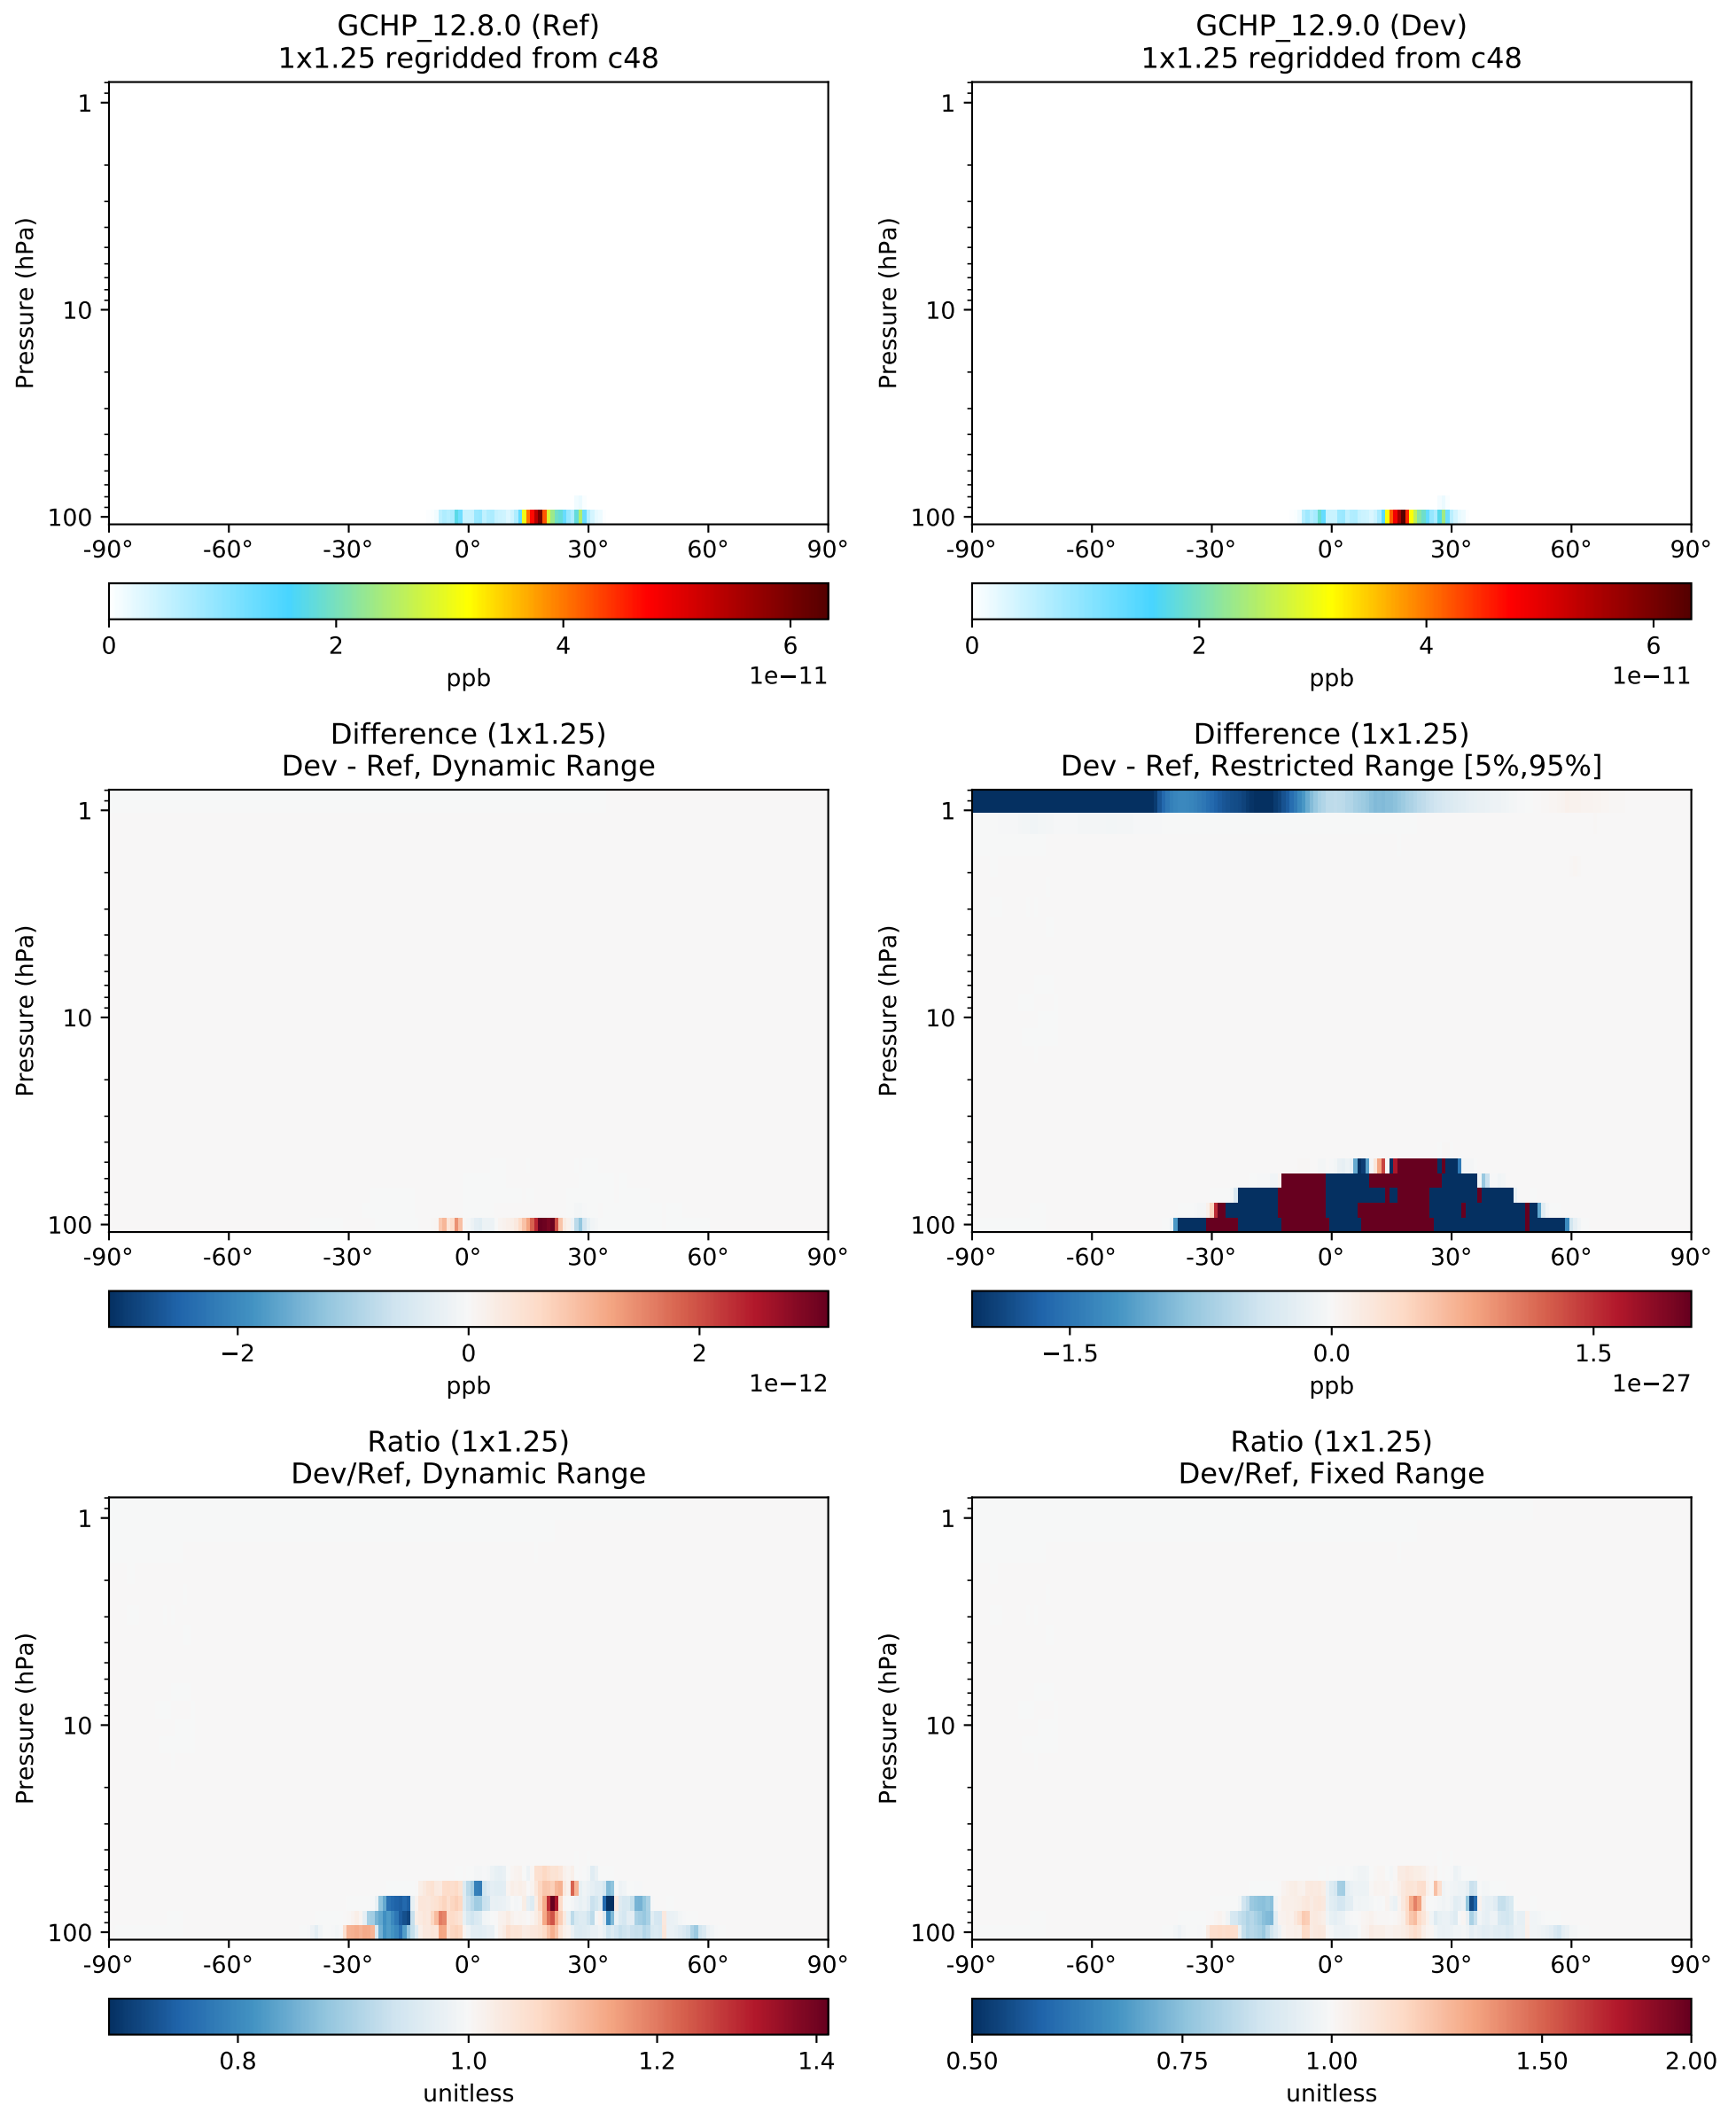 GCHP_12.8.0 (Ref)
1x1.25 regridded from c48
Pressure (hPa)
1
10
100
-90° -60° -30° 0° 30° 60° 90°
0 2 4 6
1e−11
ppb
GCHP_12.9.0 (Dev)
1x1.25 regridded from c48
Pressure (hPa)
1
10
100
-90° -60° -30° 0° 30° 60° 90°
0 2 4 6
1e−11
ppb
Difference (1x1.25)
Dev - Ref, Dynamic Range
Pressure (hPa)
1
10
100
-90° -60° -30° 0° 30° 60° 90°
−2 0 2
1e−12
ppb
Difference (1x1.25)
Dev - Ref, Restricted Range [5%,95%]
Pressure (hPa)
1
10
100
-90° -60° -30° 0° 30° 60° 90°
−1.5 0.0 1.5
1e−27
ppb
Ratio (1x1.25)
Dev/Ref, Dynamic Range
Pressure (hPa)
1
10
100
-90° -60° -30° 0° 30° 60° 90°
0.8 1.0 1.2 1.4
unitless
Ratio (1x1.25)
Dev/Ref, Fixed Range
Pressure (hPa)
1
10
100
-90° -60° -30° 0° 30° 60° 90°
0.50 0.75 1.00 1.50 2.00
unitless